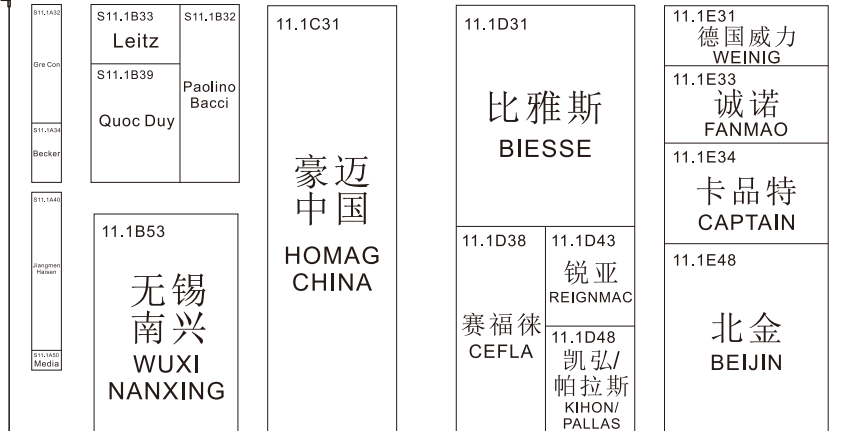 S11.1A32
Gre Con
S11.1A34
Becker
S11.1A40
Jiangmen
Haisen
S11.1A50
Media
S11.1B33
Leitz
S11.1B39
Quoc Duy
S11.1B32
Paolino
Bacci
11.1B53
无锡
南兴
WUXI
NANXING
11.1C31
豪迈
中国
HOMAG
CHINA
11.1D31
比雅斯
BIESSE
11.1D38
赛福徕
CEFLA
11.1D43
锐亚
REIGNMAC
11.1D48
凯弘/
帕拉斯
KIHON/
PALLAS
11.1E31
德国威力
WEINIG
11.1E33
诚诺
FANMAO
11.1E34
卡品特
CAPTAIN
11.1E48
北金
BEIJIN